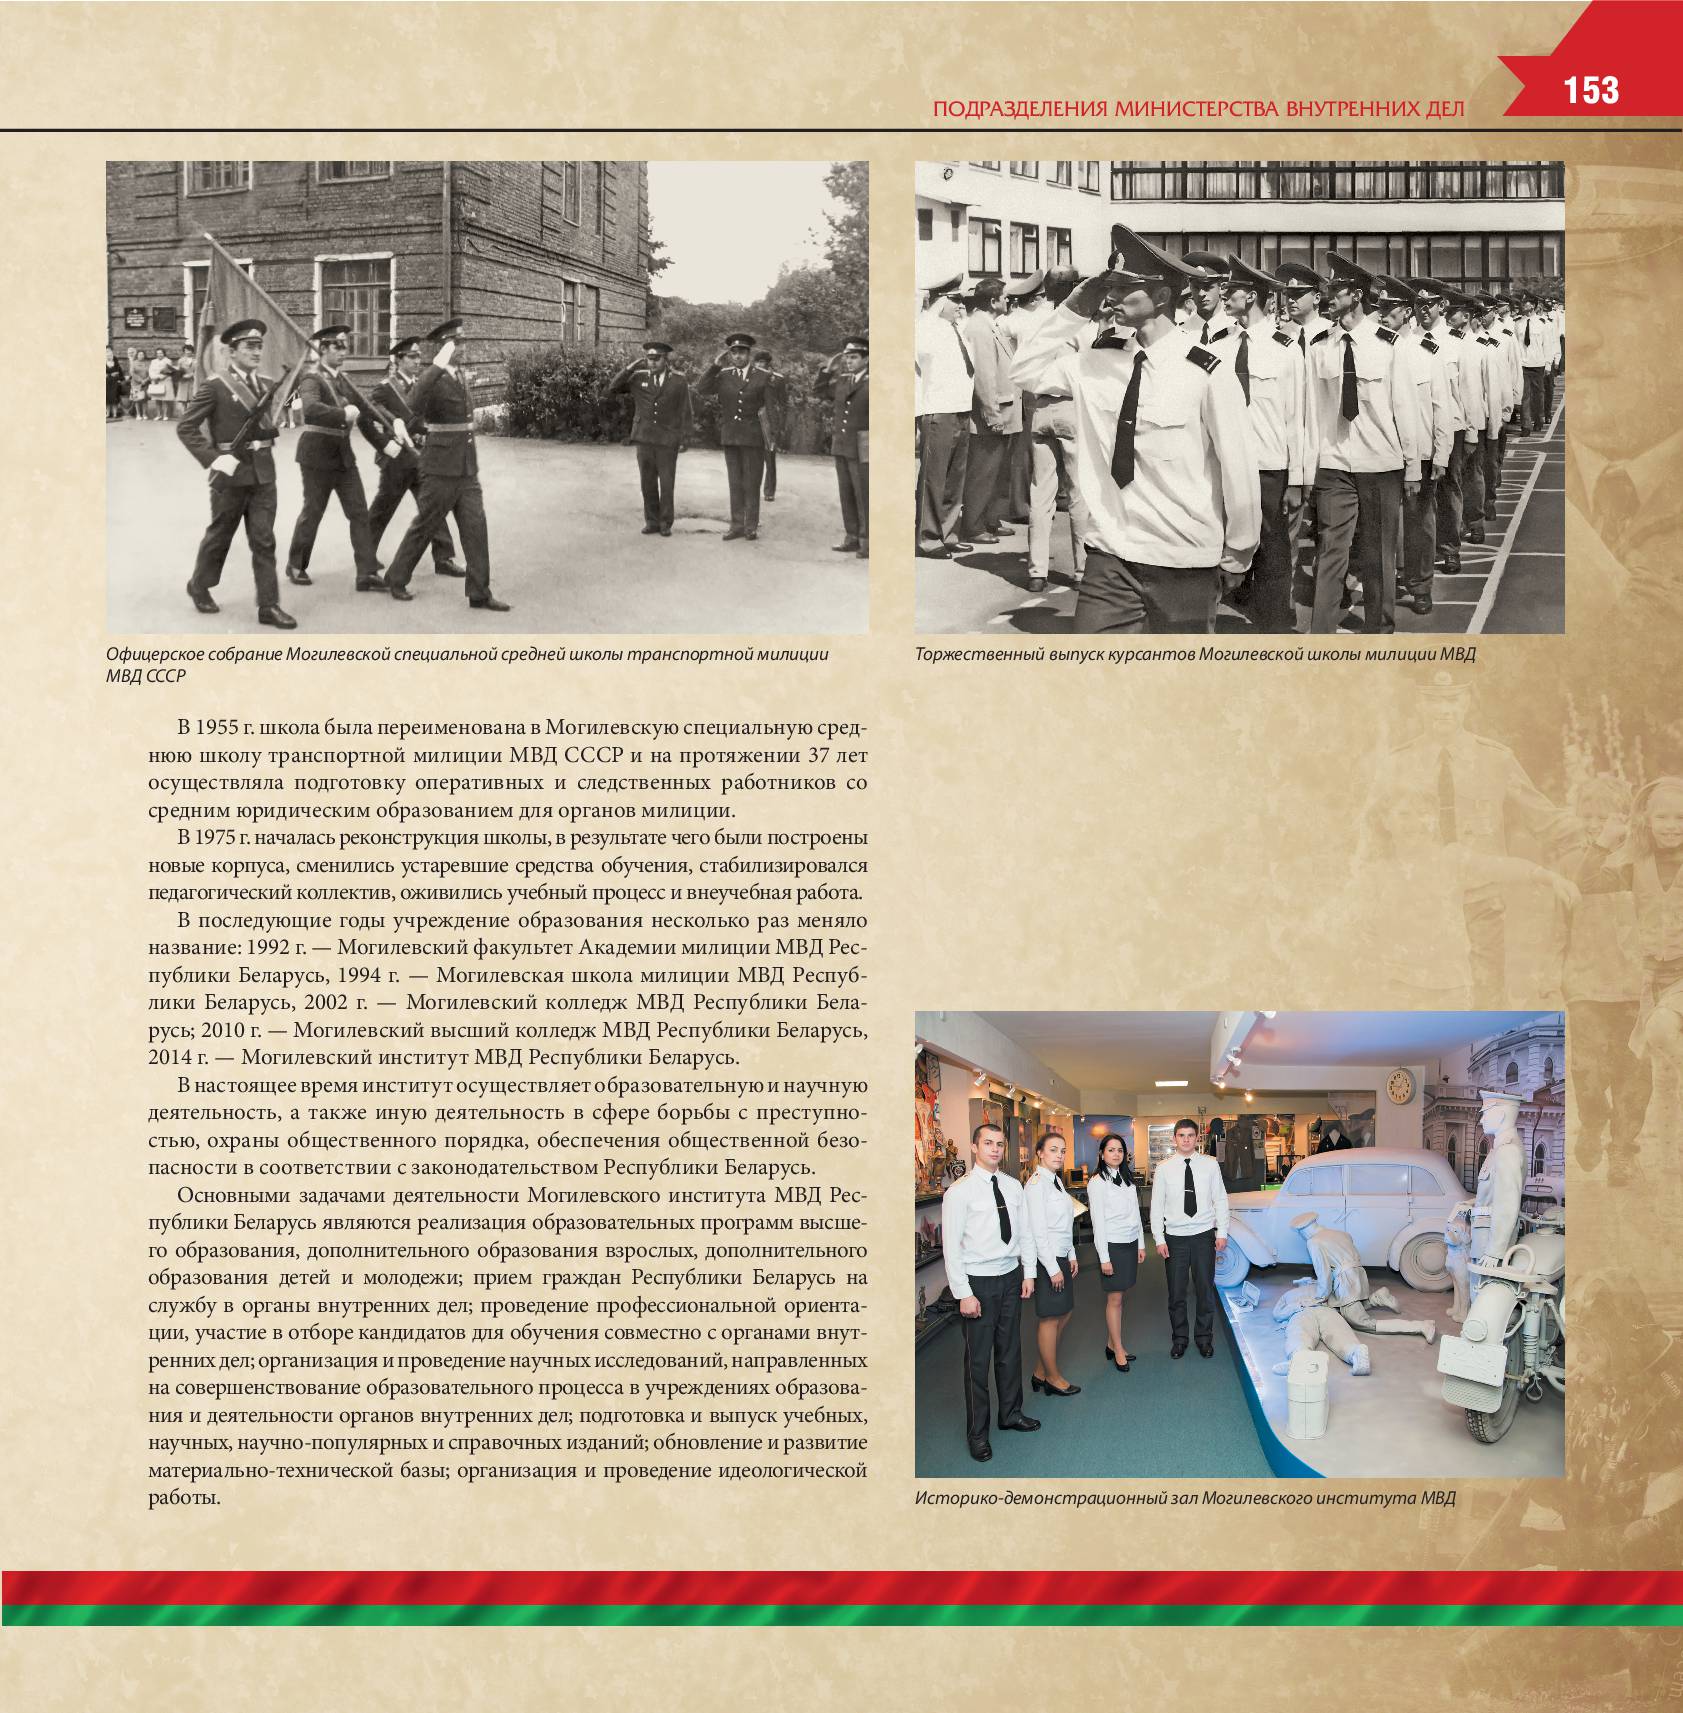 153
ПОДРАЗДЕЛЕНИЯ МИНИСТЕРСТВА ВНУТРЕННИХ ДЕЛ
Офицерское собрание Могилевской специальной средней школы транспортной милиции
МВД СССР
Торжественный выпуск курсантов Могилевской школы милиции МВД
В 1955 г. школа была переименована в Могилевскую специальную сред-
нюю школу транспортной милиции МВД СССР и на протяжении 37 лет
осуществляла подготовку оперативных и следственных работников со
средним юридическим образованием для органов милиции.
В 1975 г. началась реконструкция школы, в результате чего были построены
новые корпуса, сменились устаревшие средства обучения, стабилизировался
педагогический коллектив, оживились учебный процесс и внеучебная работа.
В последующие годы учреждение образования несколько раз меняло
название: 1992 г. — Могилевский факультет Академии милиции МВД Рес-
публики Беларусь, 1994 г. — Могилевская школа милиции МВД Респуб-
лики Беларусь, 2002 г. — Могилевский колледж МВД Республики Бела-
русь; 2010 г. — Могилевский высший колледж МВД Республики Беларусь,
2014 г. — Могилевский институт МВД Республики Беларусь.
В настоящее время институт осуществляет образовательную и научную
деятельность, а также иную деятельность в сфере борьбы с преступно-
стью, охраны общественного порядка, обеспечения общественной безо-
пасности в соответствии с законодательством Республики Беларусь.
Основными задачами деятельности Могилевского института МВД Рес-
публики Беларусь являются реализация образовательных программ высше-
го образования, дополнительного образования взрослых, дополнительного
образования детей и молодежи; прием граждан Республики Беларусь на
службу в органы внутренних дел; проведение профессиональной ориента-
ции, участие в отборе кандидатов для обучения совместно с органами внут-
ренних дел; организация и проведение научных исследований, направленных
на совершенствование образовательного процесса в учреждениях образова-
ния и деятельности органов внутренних дел; подготовка и выпуск учебных,
научных, научно-популярных и справочных изданий; обновление и развитие
материально-технической базы; организация и проведение идеологической
работы.
Историко-демонстрационный зал Могилевского института МВД